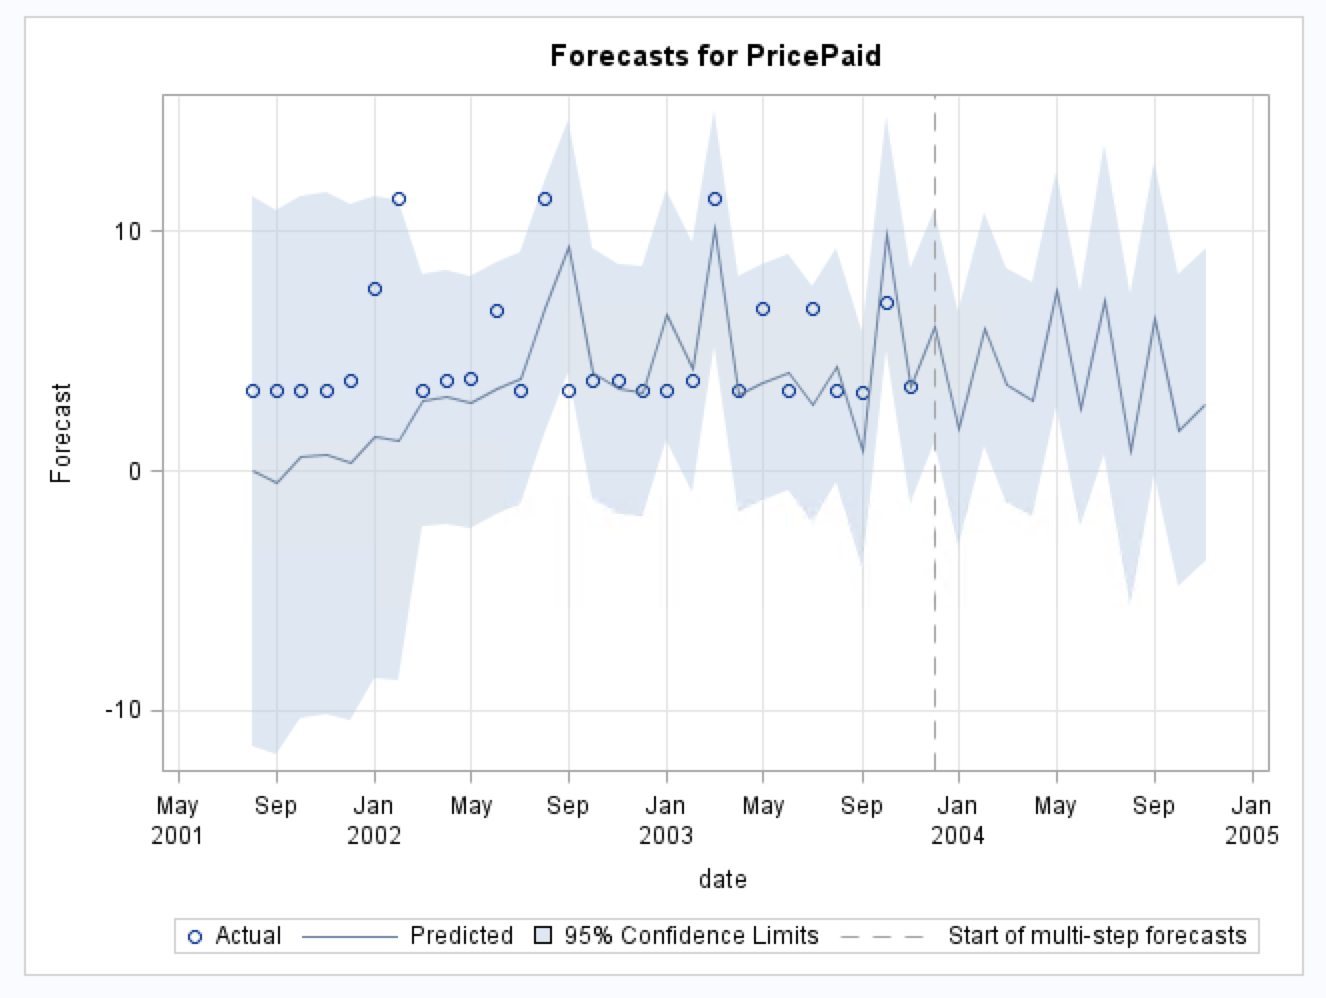 Forecasts for PricePaid
Forecast
10
0
-10
May Sep Jan May Sep Jan May Sep Jan May Sep Jan
2001 2002 2003 2004 2005
date
Actual Predicted 95% Confidence Limits Start of multi-step forecasts